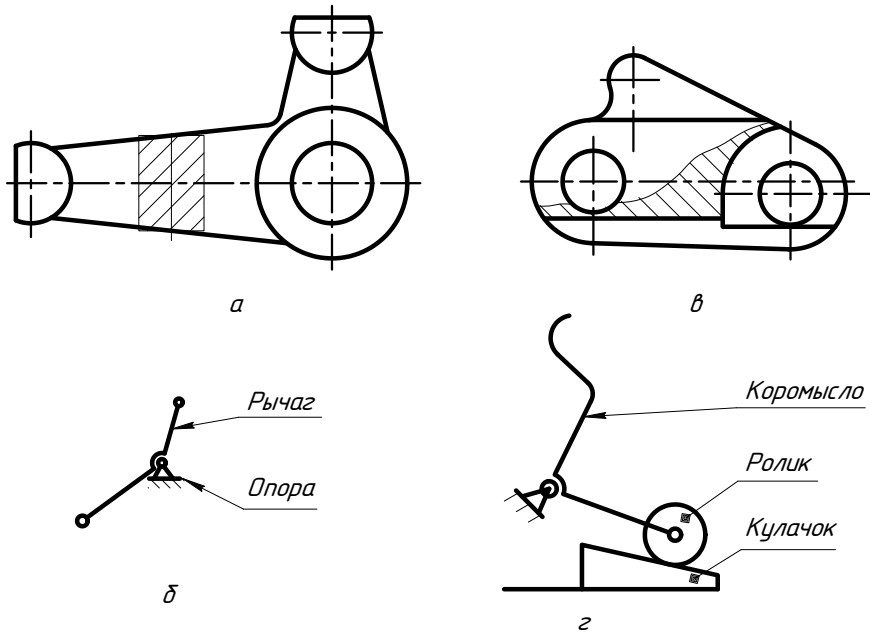 а
в
Рычаг
Опора
б
Коромысло
Ролик
Кулачок
г